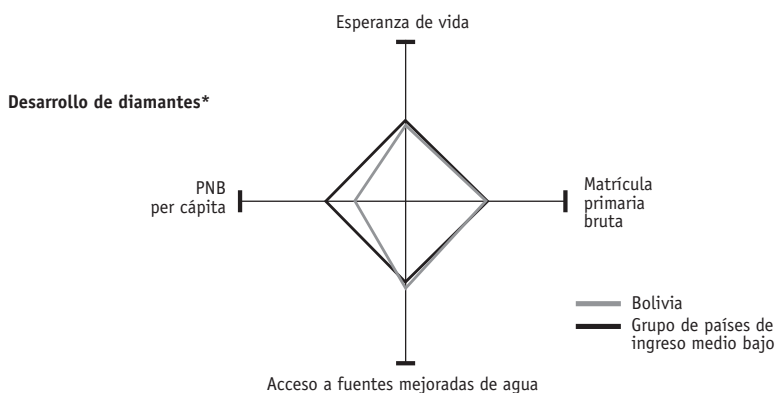 Esperanza de vida
Desarrollo de diamantes*
PNB
per cápita
Matrícula
primaria
bruta
Bolivia
Grupo de países de
ingreso medio bajo
Acceso a fuentes mejoradas de agua